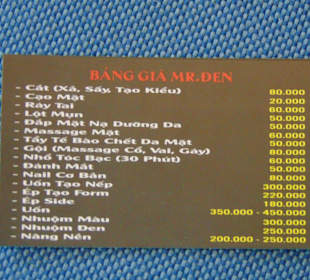 BẢNG GIÁ MR.ĐEN
- Cắt (Xả, Sấy, Tạo Kiểu) 80.000
- Cạo Mặt 20.000
- Ráy Tai 60.000
- Lột Mụn 50.000
- Đắp Mặt Nạ Dưỡng Da 50.000
- Massage Mặt 60.000
- Tẩy Tế Bào Chết Da Mặt 50.000
- Gội (Massage Cổ, Vai, Gáy) 60.000
- Nhổ Tóc Bạc (30 Phút) 60.000
- Đánh Mắt 50.000
- Nail Cơ Bản 80.000
- Uốn Tạo Nếp 300.000
- Ép Tạo Form 220.000
- Ép Side 180.000
- Uốn 350.000 - 450.000
- Nhuộm Màu 300.000
- Nhuộm Đen 250.000
- Nâng Nền 200.000 - 250.000